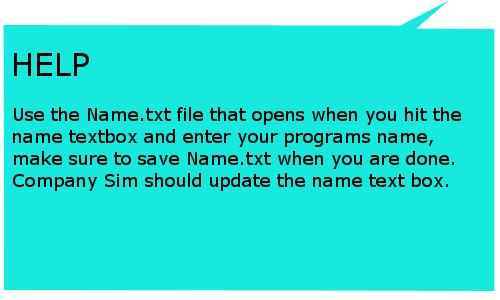 HELP
Use the Name.txt file that opens when you hit the
name textbox and enter your programs name,
make sure to save Name.txt when you are done.
Company Sim should update the name text box.